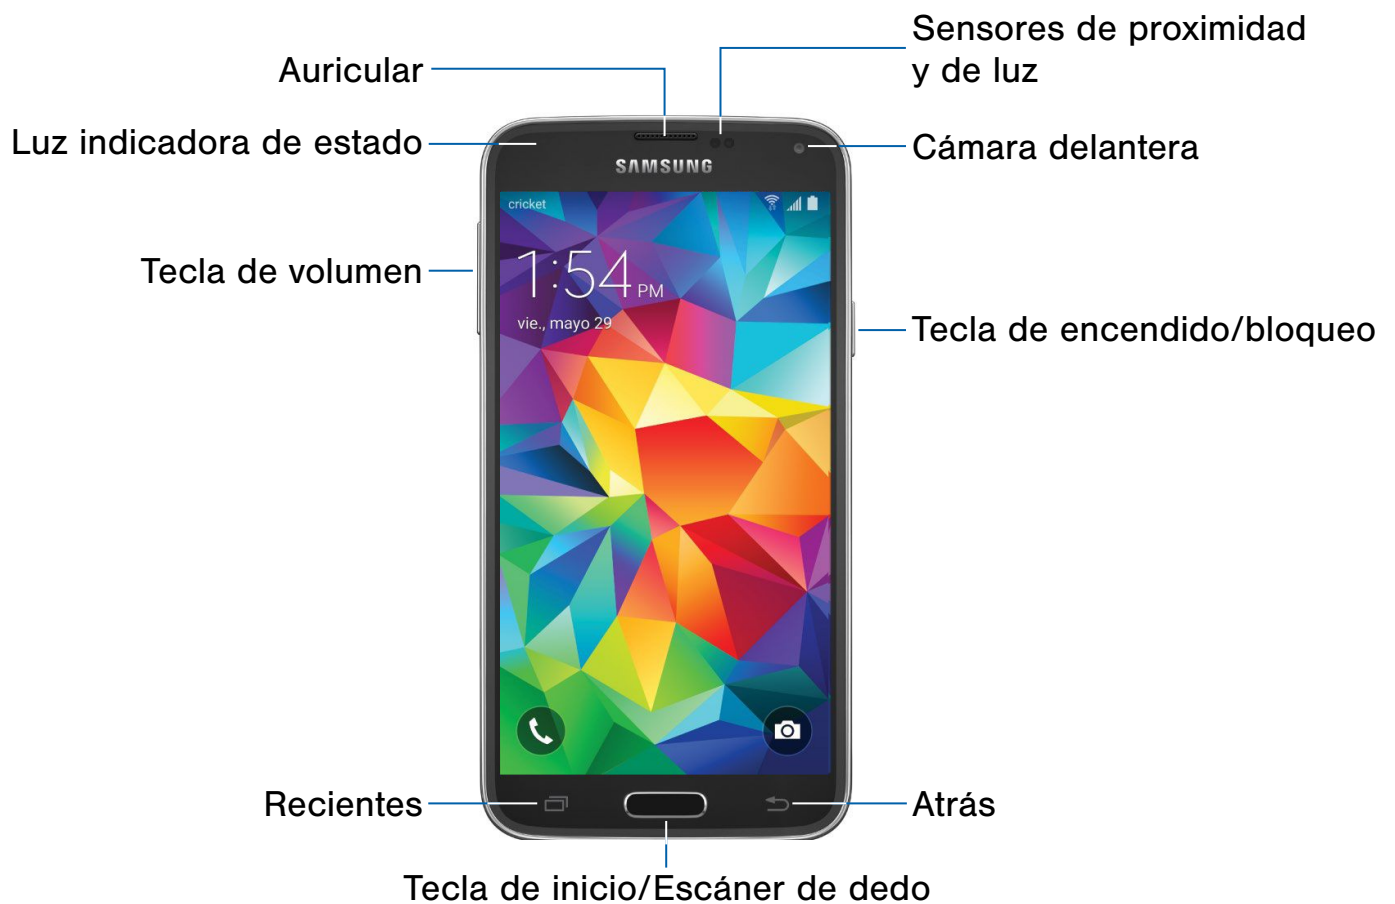 Sensores de proximidad
y de luz
Auricular
Luz indicadora de estado
Cámara delantera
SAMSUNG
cricket
1:54 PM
vie., mayo 29
Tecla de volumen
Tecla de encendido/bloqueo
Recientes
Atrás
Tecla de inicio/Escáner de dedo